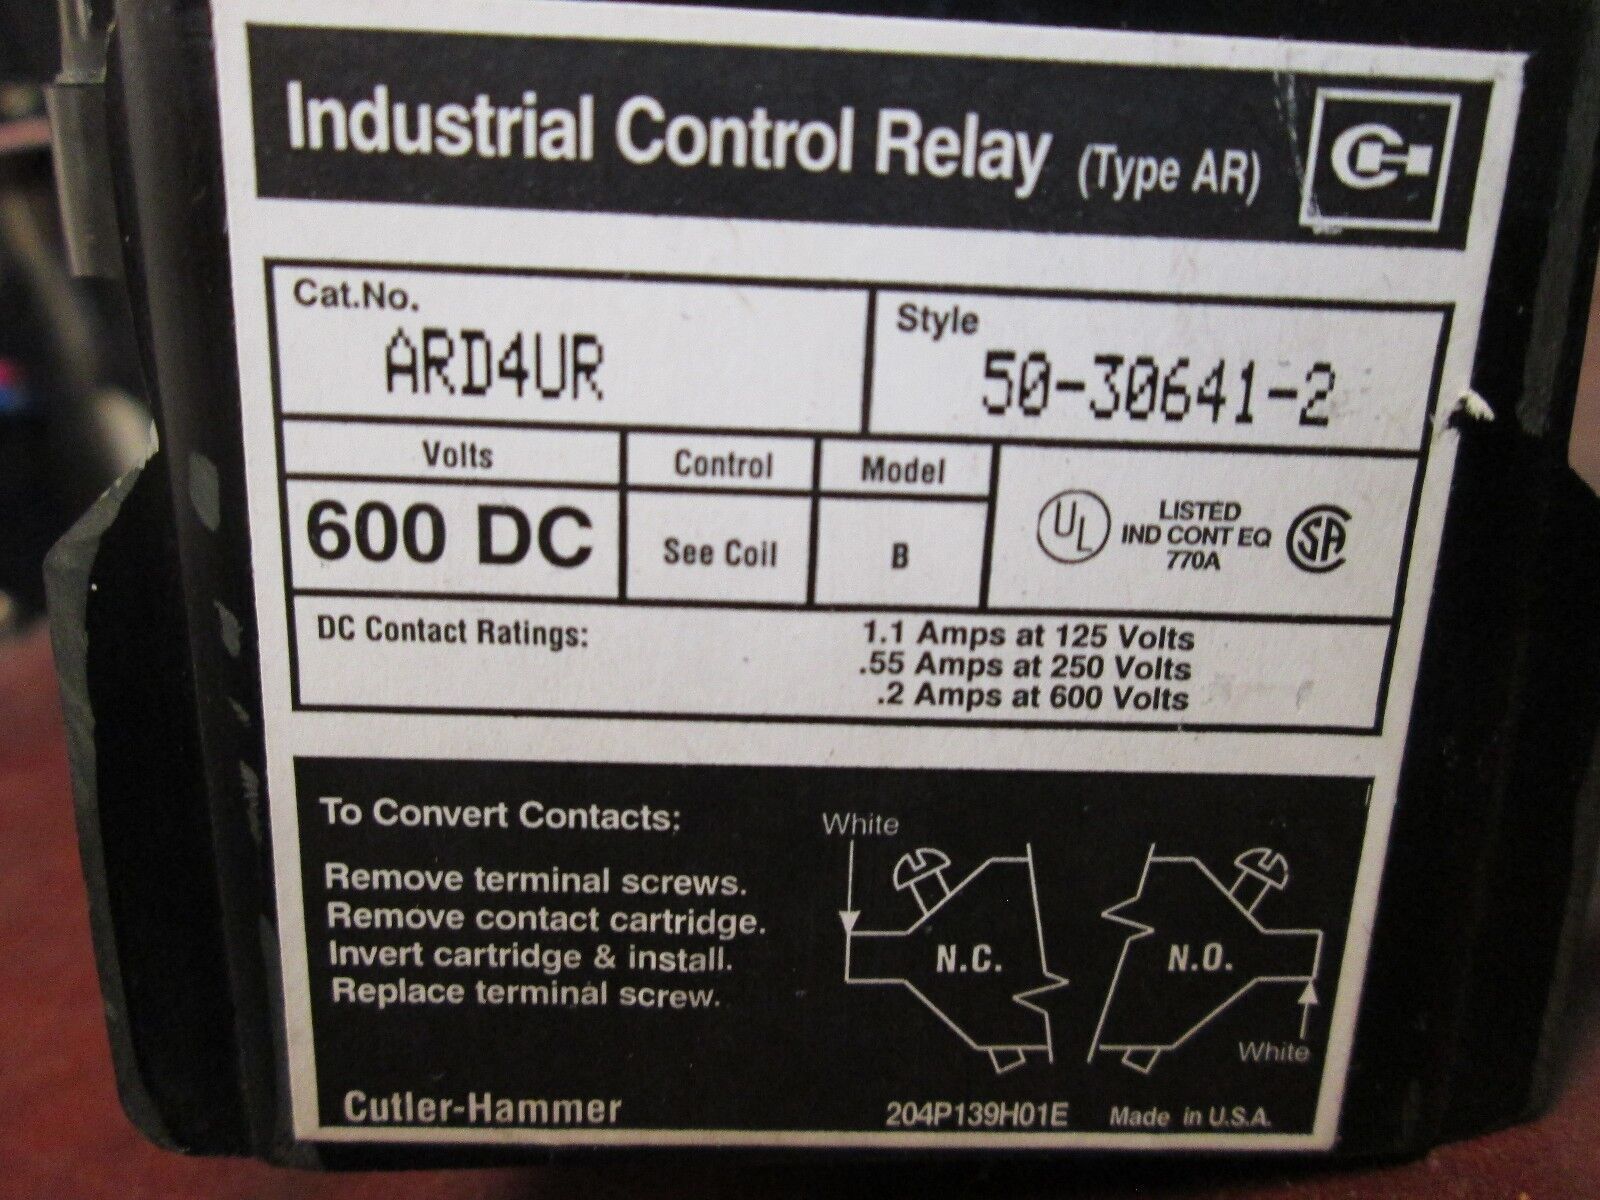 Industrial Control Relay (Type AR)
Cat.No.
ARD4UR
Style
50-30641-2
Volts
600 DC
Control
See Coil
Model
B
UL
LISTED
IND CONT EQ
770A
SA
DC Contact Ratings:
1.1 Amps at 125 Volts
.55 Amps at 250 Volts
.2 Amps at 600 Volts
To Convert Contacts:
Remove terminal screws.
Remove contact cartridge.
Invert cartridge & install.
Replace terminal screw.
White
N.C.
N.O.
White
Cutler-Hammer
204P139H01E
Made in U.S.A.